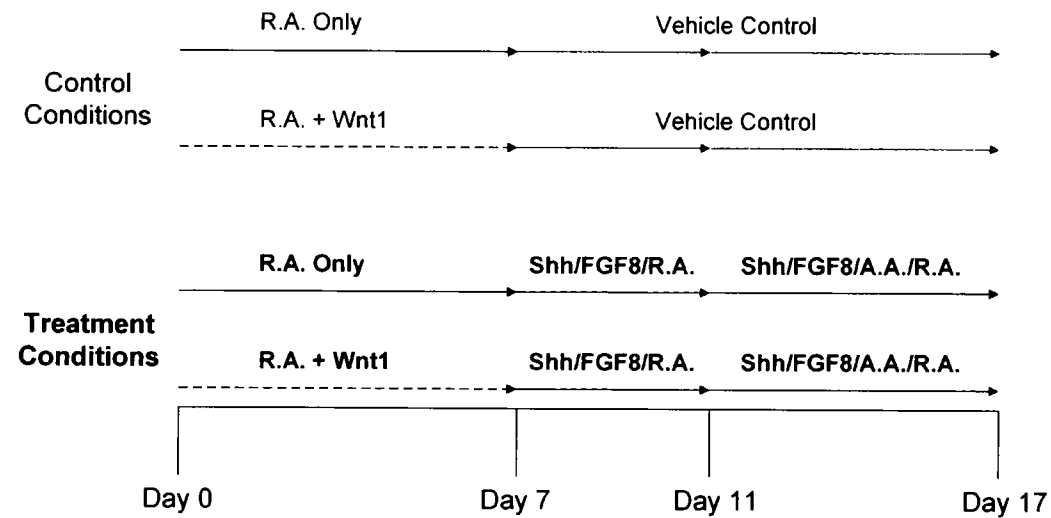 R.A. Only
Vehicle Control
Control
Conditions
R.A. + Wnt1
Vehicle Control
R.A. Only
Shh/FGF8/R.A.
Shh/FGF8/A.A./R.A.
Treatment
Conditions
R.A. + Wnt1
Shh/FGF8/R.A.
Shh/FGF8/A.A./R.A.
Day 0
Day 7
Day 11
Day 17